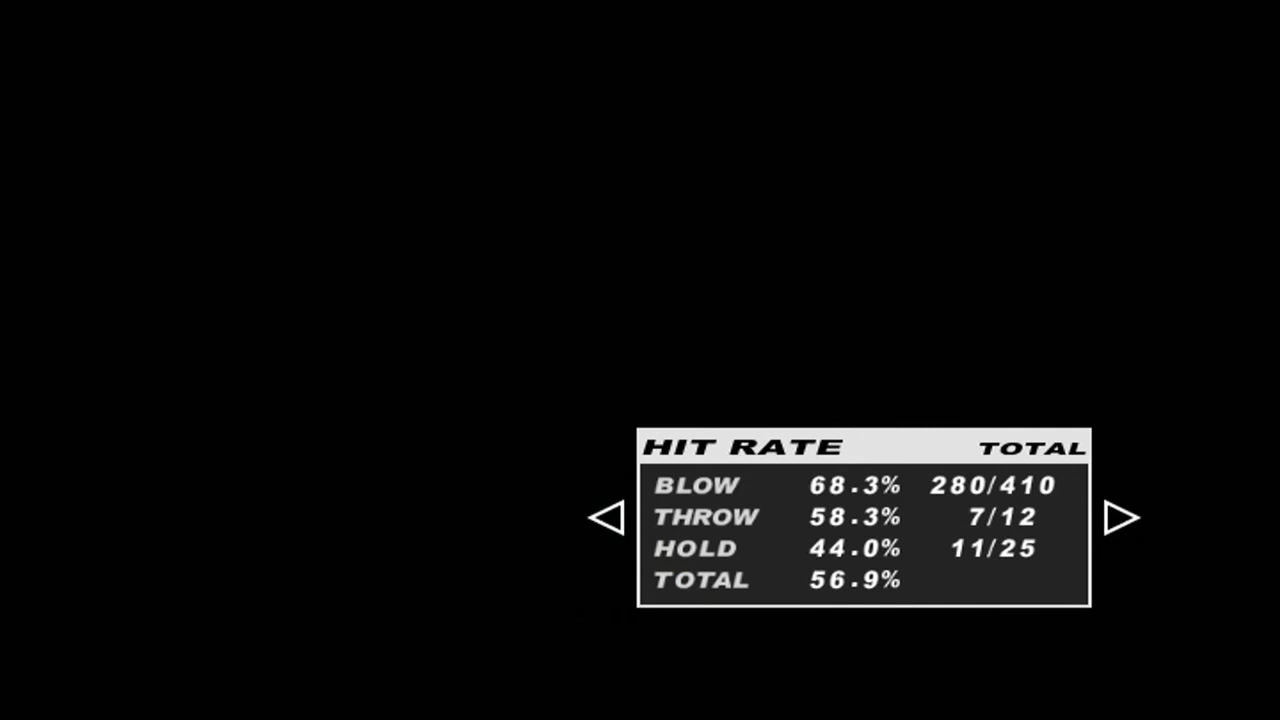 HIT RATE TOTAL
BLOW 68.3% 280/410
THROW 58.3% 7/12
HOLD 44.0% 11/25
TOTAL 56.9%